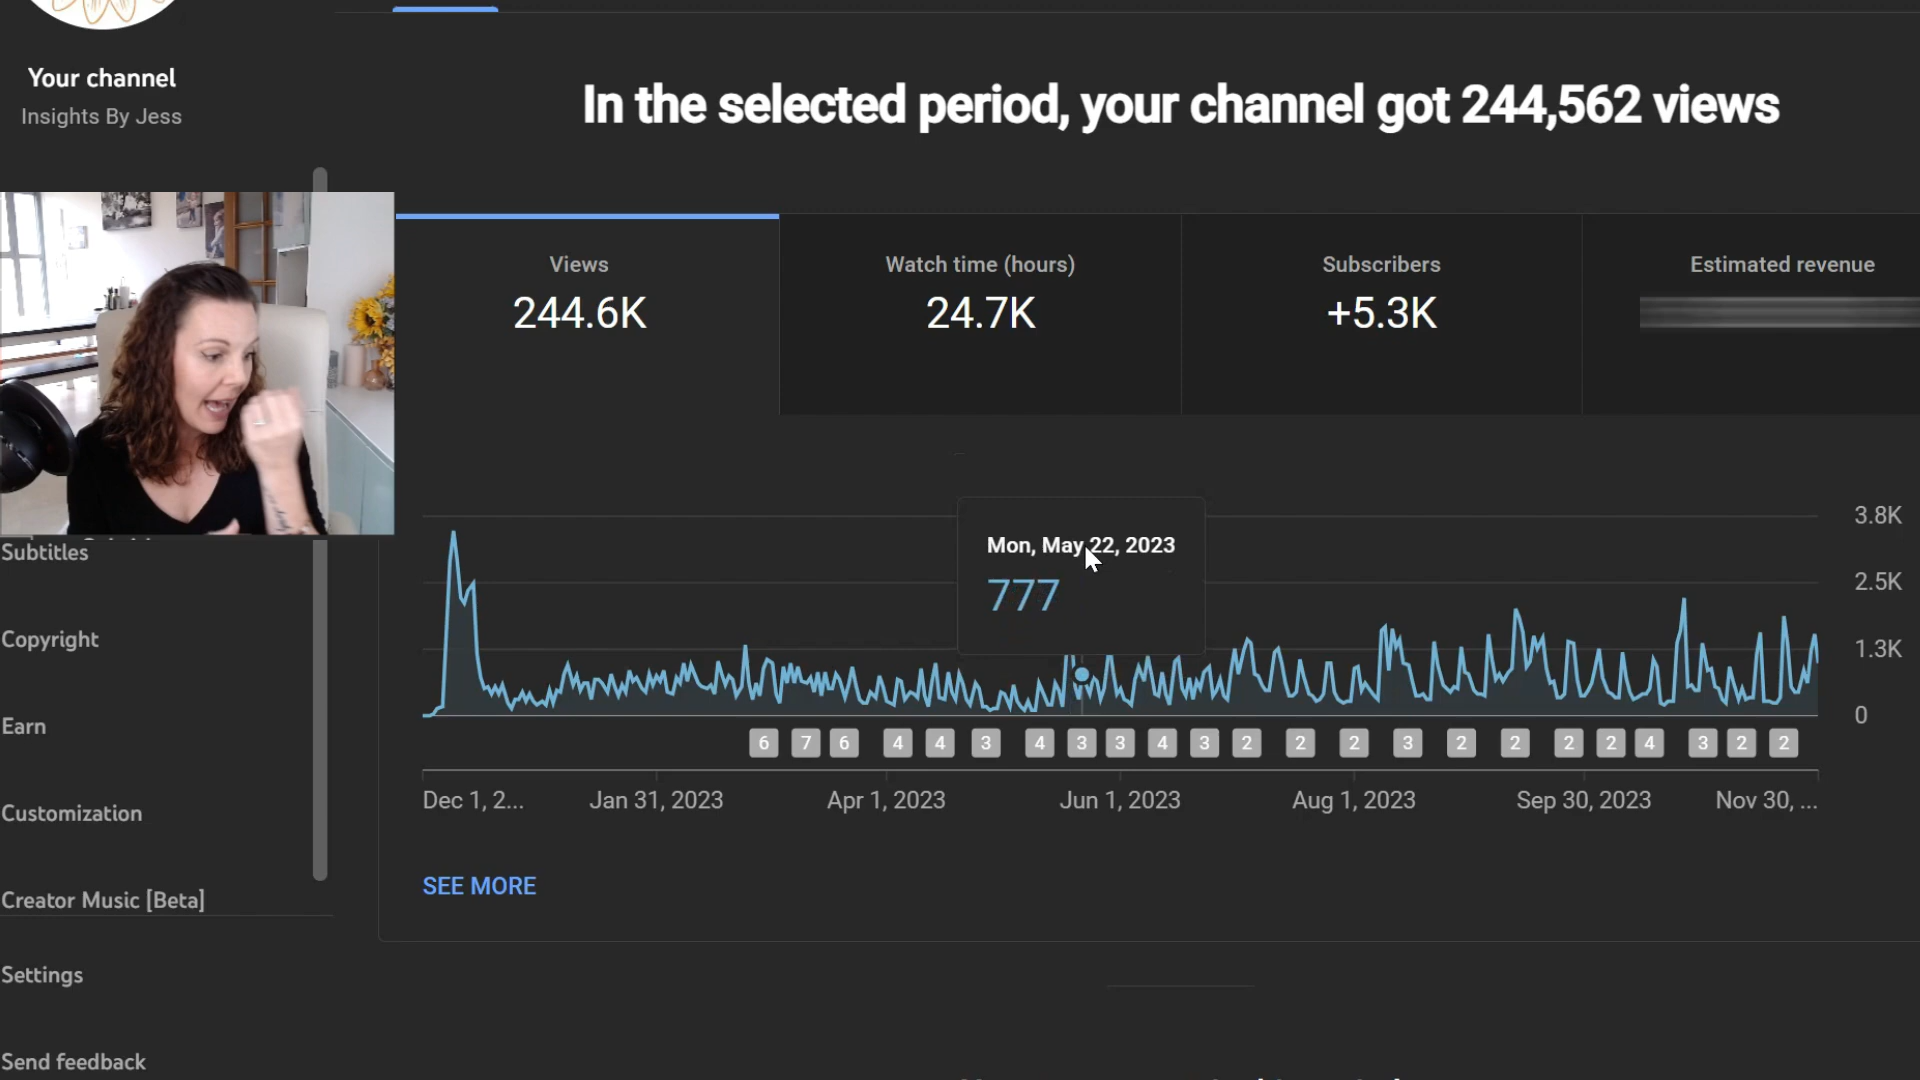 Your channel
Insights By Jess
In the selected period, your channel got 244,562 views
Views
244.6K
Watch time (hours)
24.7K
Subscribers
+5.3K
Estimated revenue
Subtitles
Copyright
Earn
Customization
Creator Music [Beta]
Settings
Send feedback
Mon, May 22, 2023
777
3.8K
2.5K
1.3K
0
6 7 6 4 4 3 4 3 3 4 3 2 2 2 3 2 2 2 2 4 3 2 2
Dec 1, 2... Jan 31, 2023 Apr 1, 2023 Jun 1, 2023 Aug 1, 2023 Sep 30, 2023 Nov 30, ...
SEE MORE